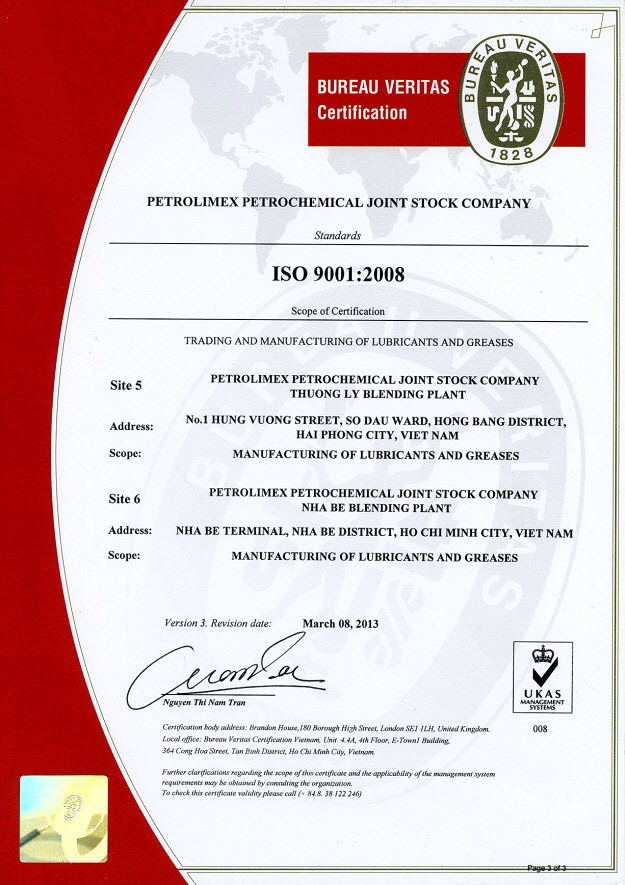 BUREAU VERITAS
Certification
BUREAU VERITAS
1828
PETROLIMEX PETROCHEMICAL JOINT STOCK COMPANY
Standards
ISO 9001:2008
Scope of Certification
TRADING AND MANUFACTURING OF LUBRICANTS AND GREASES
Site 5
PETROLIMEX PETROCHEMICAL JOINT STOCK COMPANY
THUONG LY BLENDING PLANT
Address:
No.1 HUNG VUONG STREET, SO DAU WARD, HONG BANG DISTRICT,
HAI PHONG CITY, VIET NAM
Scope:
MANUFACTURING OF LUBRICANTS AND GREASES
Site 6
PETROLIMEX PETROCHEMICAL JOINT STOCK COMPANY
NHA BE BLENDING PLANT
Address:
NHA BE TERMINAL, NHA BE DISTRICT, HO CHI MINH CITY, VIET NAM
Scope:
MANUFACTURING OF LUBRICANTS AND GREASES
BUREAU VERITAS
Version 3. Revision date: March 08, 2013
Nguyen Thi Nam Tran
UKAS
MANAGEMENT
SYSTEMS
008
Certification body address: Brandon House,180 Borough High Street, London SE1 1LH, United Kingdom.
Local office: Bureau Veritas Certification Vietnam, Unit 4.4A, 4th Floor, E-Town1 Building,
364 Cong Hoa Street, Tan Binh District, Ho Chi Minh City, Vietnam.
Further clarifications regarding the scope of this certificate and the applicability of the management system
requirements may be obtained by consulting the organization.
To check this certificate validity please call (+ 84.8. 38 122 246)
Page 3 of 3